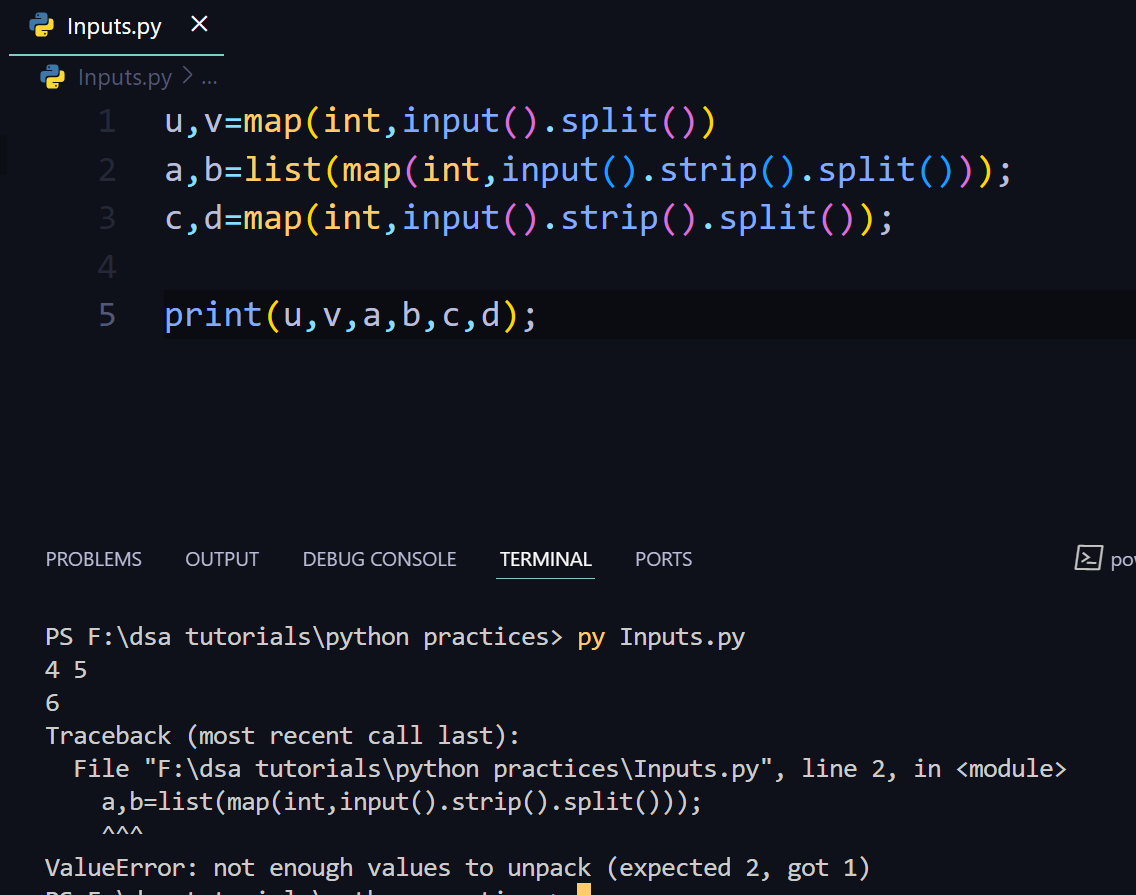 Inputs.py ×
Inputs.py > ...
1 u,v=map(int,input().split())
2 a,b=list(map(int,input().strip().split()));
3 c,d=map(int,input().strip().split());
4
5 print(u,v,a,b,c,d);
PROBLEMS OUTPUT DEBUG CONSOLE TERMINAL PORTS
PS F:\dsa tutorials\python practices> py Inputs.py
4 5
6
Traceback (most recent call last):
  File "F:\dsa tutorials\python practices\Inputs.py", line 2, in <module>
    a,b=list(map(int,input().strip().split()));
    ^^^
ValueError: not enough values to unpack (expected 2, got 1)